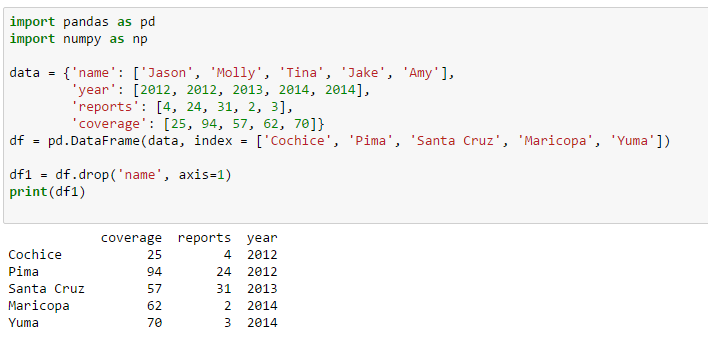 import pandas as pd
import numpy as np

data = {'name': ['Jason', 'Molly', 'Tina', 'Jake', 'Amy'],
        'year': [2012, 2012, 2013, 2014, 2014],
        'reports': [4, 24, 31, 2, 3],
        'coverage': [25, 94, 57, 62, 70]}
df = pd.DataFrame(data, index = ['Cochice', 'Pima', 'Santa Cruz', 'Maricopa', 'Yuma'])

df1 = df.drop('name', axis=1)
print(df1)

            coverage  reports  year
Cochice           25        4  2012
Pima              94       24  2012
Santa Cruz        57       31  2013
Maricopa          62        2  2014
Yuma              70        3  2014